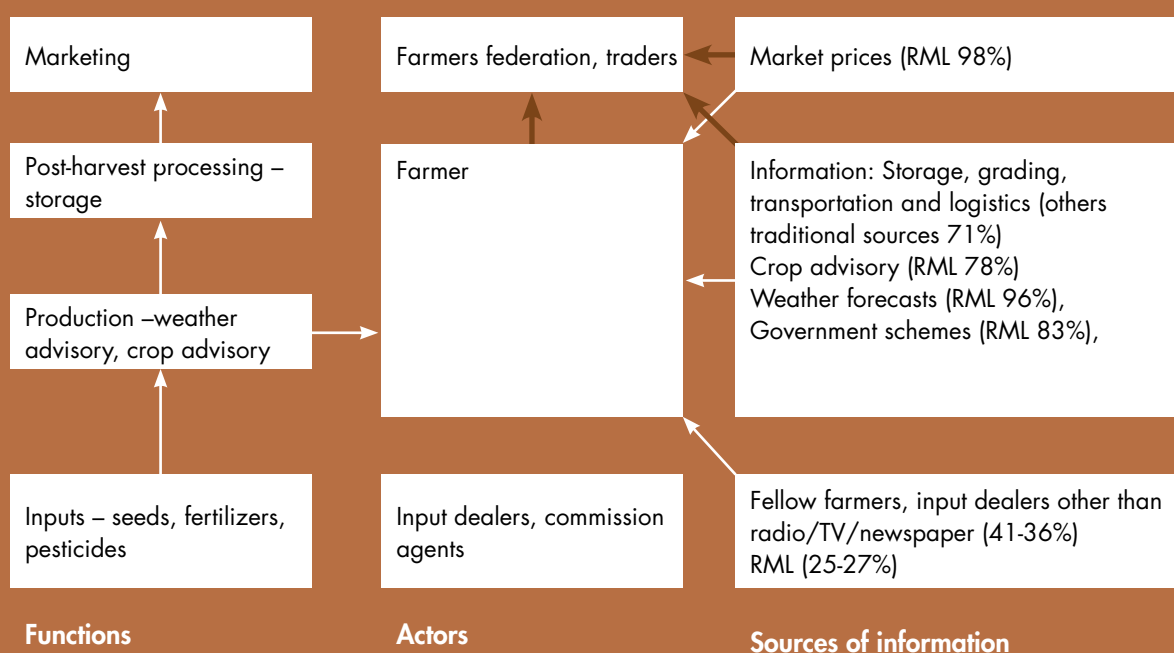 Marketing
Farmers federation, traders
Market prices (RML 98%)
Post-harvest processing –
storage
Farmer
Information: Storage, grading,
transportation and logistics (others
traditional sources 71%)
Crop advisory (RML 78%)
Weather forecasts (RML 96%),
Government schemes (RML 83%),
Production –weather
advisory, crop advisory
Inputs – seeds, fertilizers,
pesticides
Input dealers, commission
agents
Fellow farmers, input dealers other than
radio/TV/newspaper (41-36%)
RML (25-27%)
Functions
Actors
Sources of information